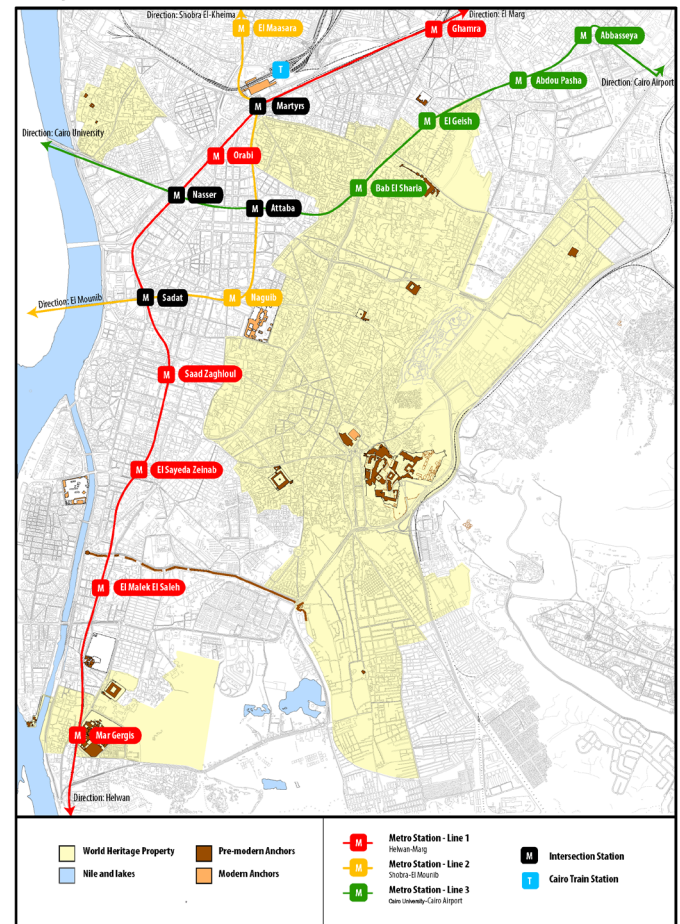 Direction: Shobra El-Kheima
Direction: El Marg
M El Maasara
M Ghamra
M Abbasseya
T
M Abdou Pasha
Direction: Cairo Airport
M Martyrs
M El Geish
Direction: Cairo University
M Orabi
M Bab El Sharia
M Nasser
M Attaba
Direction: El Mounib
M Sadat
M Naguib
M Saad Zaghloul
M El Sayeda Zeinab
M El Malek El Saleh
M Mar Gergis
Direction: Helwan
World Heritage Property
Nile and lakes
Pre-modern Anchors
Modern Anchors
M Metro Station - Line 1
Helwan-Marg
M Metro Station - Line 2
Shobra-El Mounib
M Metro Station - Line 3
Cairo University-Cairo Airport
M Intersection Station
T Cairo Train Station